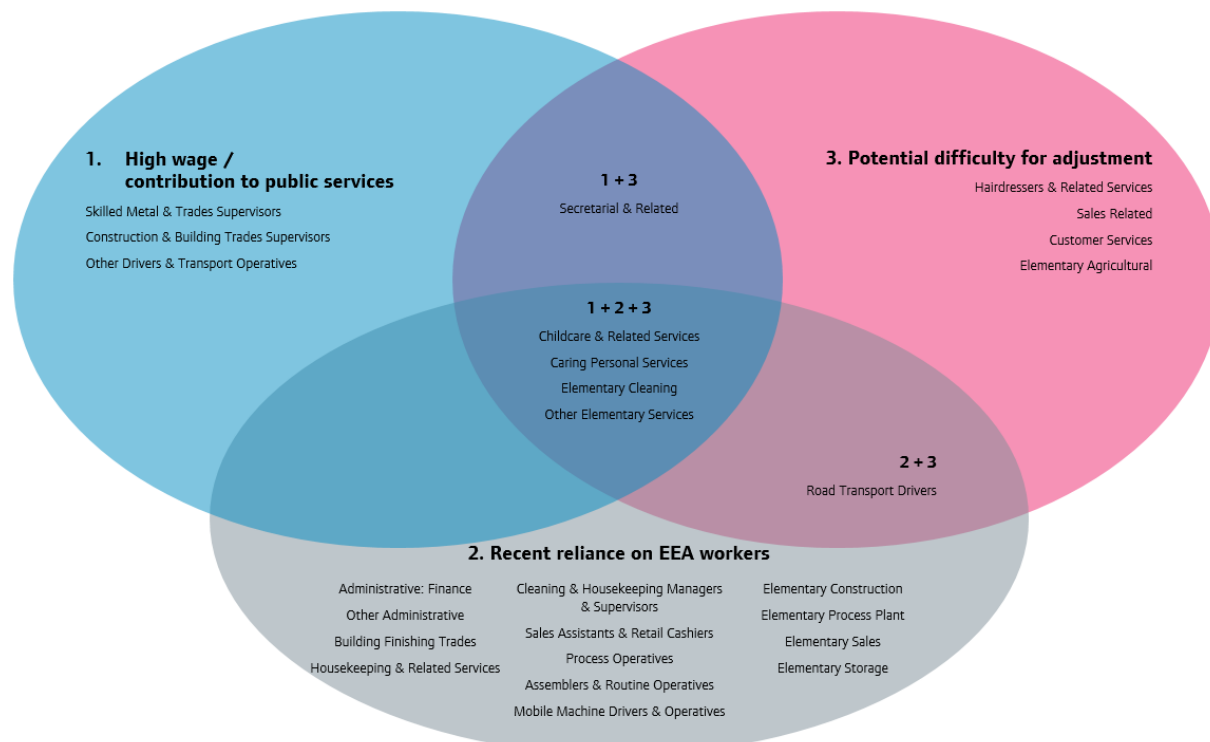 1. High wage /
contribution to public services
Skilled Metal & Trades Supervisors
Construction & Building Trades Supervisors
Other Drivers & Transport Operatives
1 + 3
Secretarial & Related
3. Potential difficulty for adjustment
Hairdressers & Related Services
Sales Related
Customer Services
Elementary Agricultural
1 + 2 + 3
Childcare & Related Services
Caring Personal Services
Elementary Cleaning
Other Elementary Services
2 + 3
Road Transport Drivers
2. Recent reliance on EEA workers
Administrative: Finance
Other Administrative
Building Finishing Trades
Housekeeping & Related Services
Cleaning & Housekeeping Managers
& Supervisors
Sales Assistants & Retail Cashiers
Process Operatives
Assemblers & Routine Operatives
Mobile Machine Drivers & Operatives
Elementary Construction
Elementary Process Plant
Elementary Sales
Elementary Storage